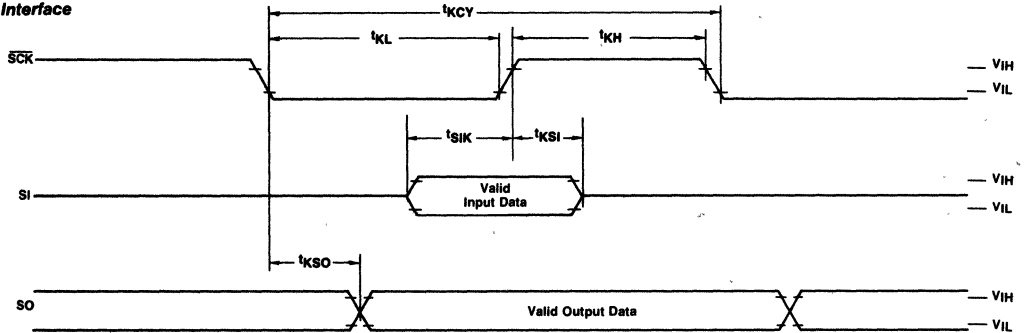 Interface
tKCY
tKL
tKH
SCK
VIH
VIL
tSIK
tKSI
SI
Valid
Input Data
VIH
VIL
tKSO
SO
Valid Output Data
VIH
VIL